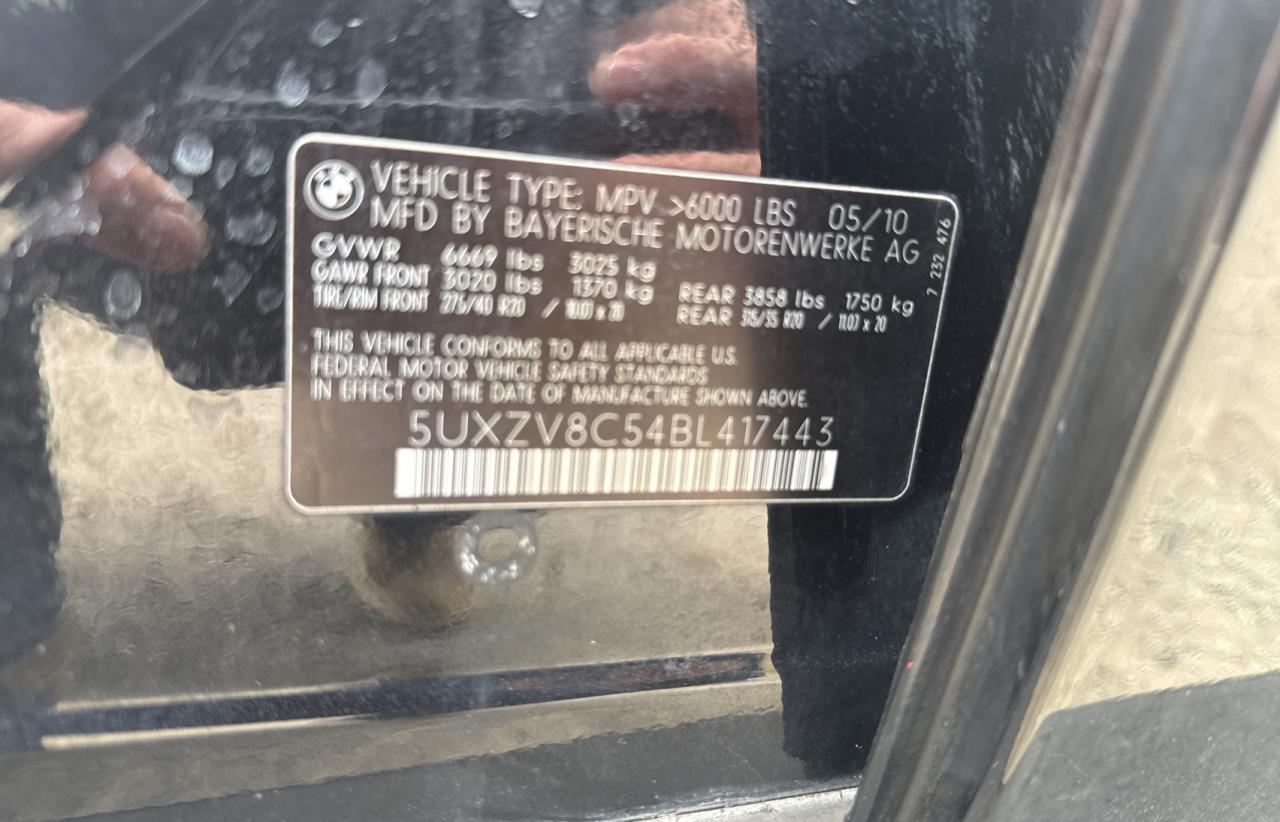 VEHICLE TYPE: MPV >6000 LBS 05/10
MFD BY BAYERISCHE MOTORENWERKE AG
GVWR 6669 lbs 3025 kg
GAWR FRONT 3020 lbs 1370 kg REAR 3858 lbs 1750 kg
TIRE/RIM FRONT 275/40 R20 / 10.0J x 20 REAR 315/35 R20 / 11.0J x 20
THIS VEHICLE CONFORMS TO ALL APPLICABLE U.S.
FEDERAL MOTOR VEHICLE SAFETY STANDARDS
IN EFFECT ON THE DATE OF MANUFACTURE SHOWN ABOVE.
5UXZV8C54BL417443
7 232 476